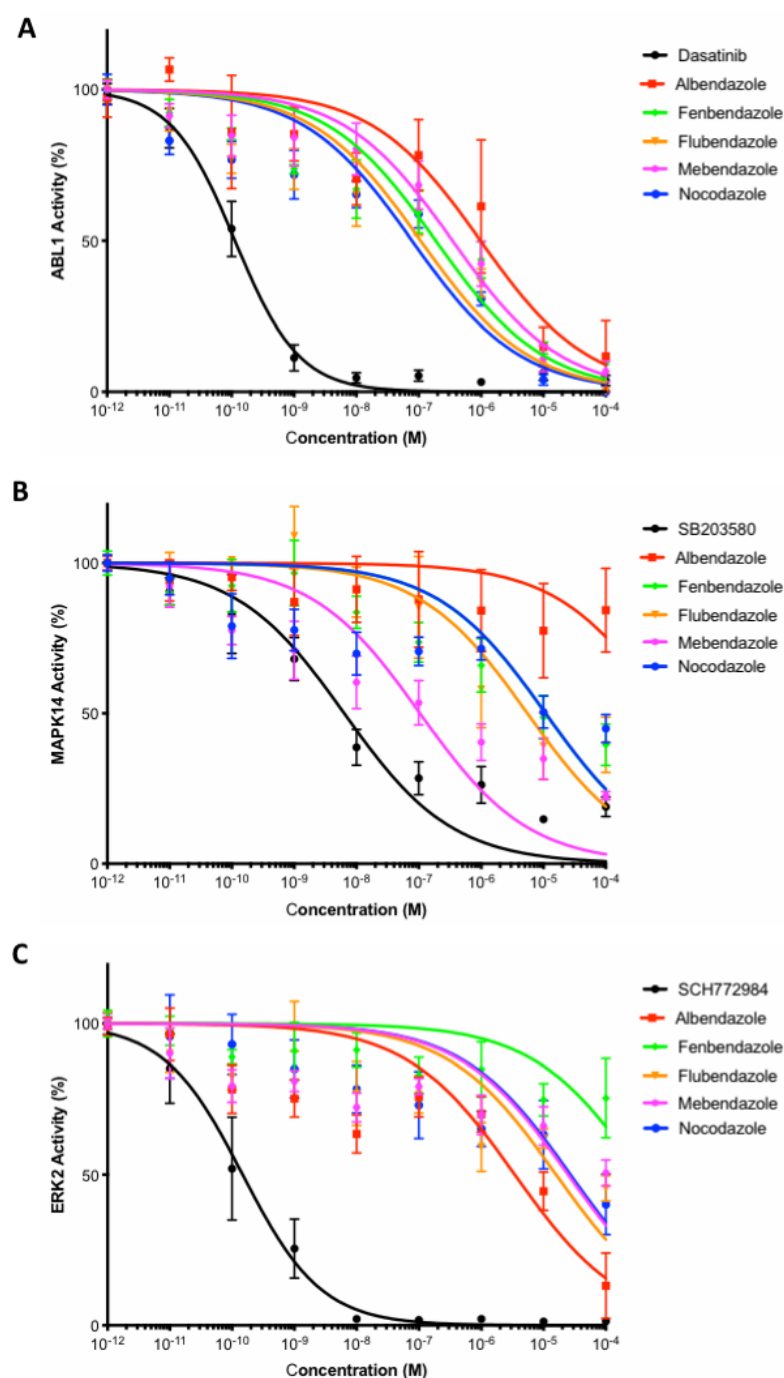 A
ABL1 Activity (%)
100
50
0
10-12 10-11 10-10 10-9 10-8 10-7 10-6 10-5 10-4
Concentration (M)
Dasatinib
Albendazole
Fenbendazole
Flubendazole
Mebendazole
Nocodazole
B
MAPK14 Activity (%)
100
50
0
10-12 10-11 10-10 10-9 10-8 10-7 10-6 10-5 10-4
Concentration (M)
SB203580
Albendazole
Fenbendazole
Flubendazole
Mebendazole
Nocodazole
C
ERK2 Activity (%)
100
50
0
10-12 10-11 10-10 10-9 10-8 10-7 10-6 10-5 10-4
Concentration (M)
SCH772984
Albendazole
Fenbendazole
Flubendazole
Mebendazole
Nocodazole